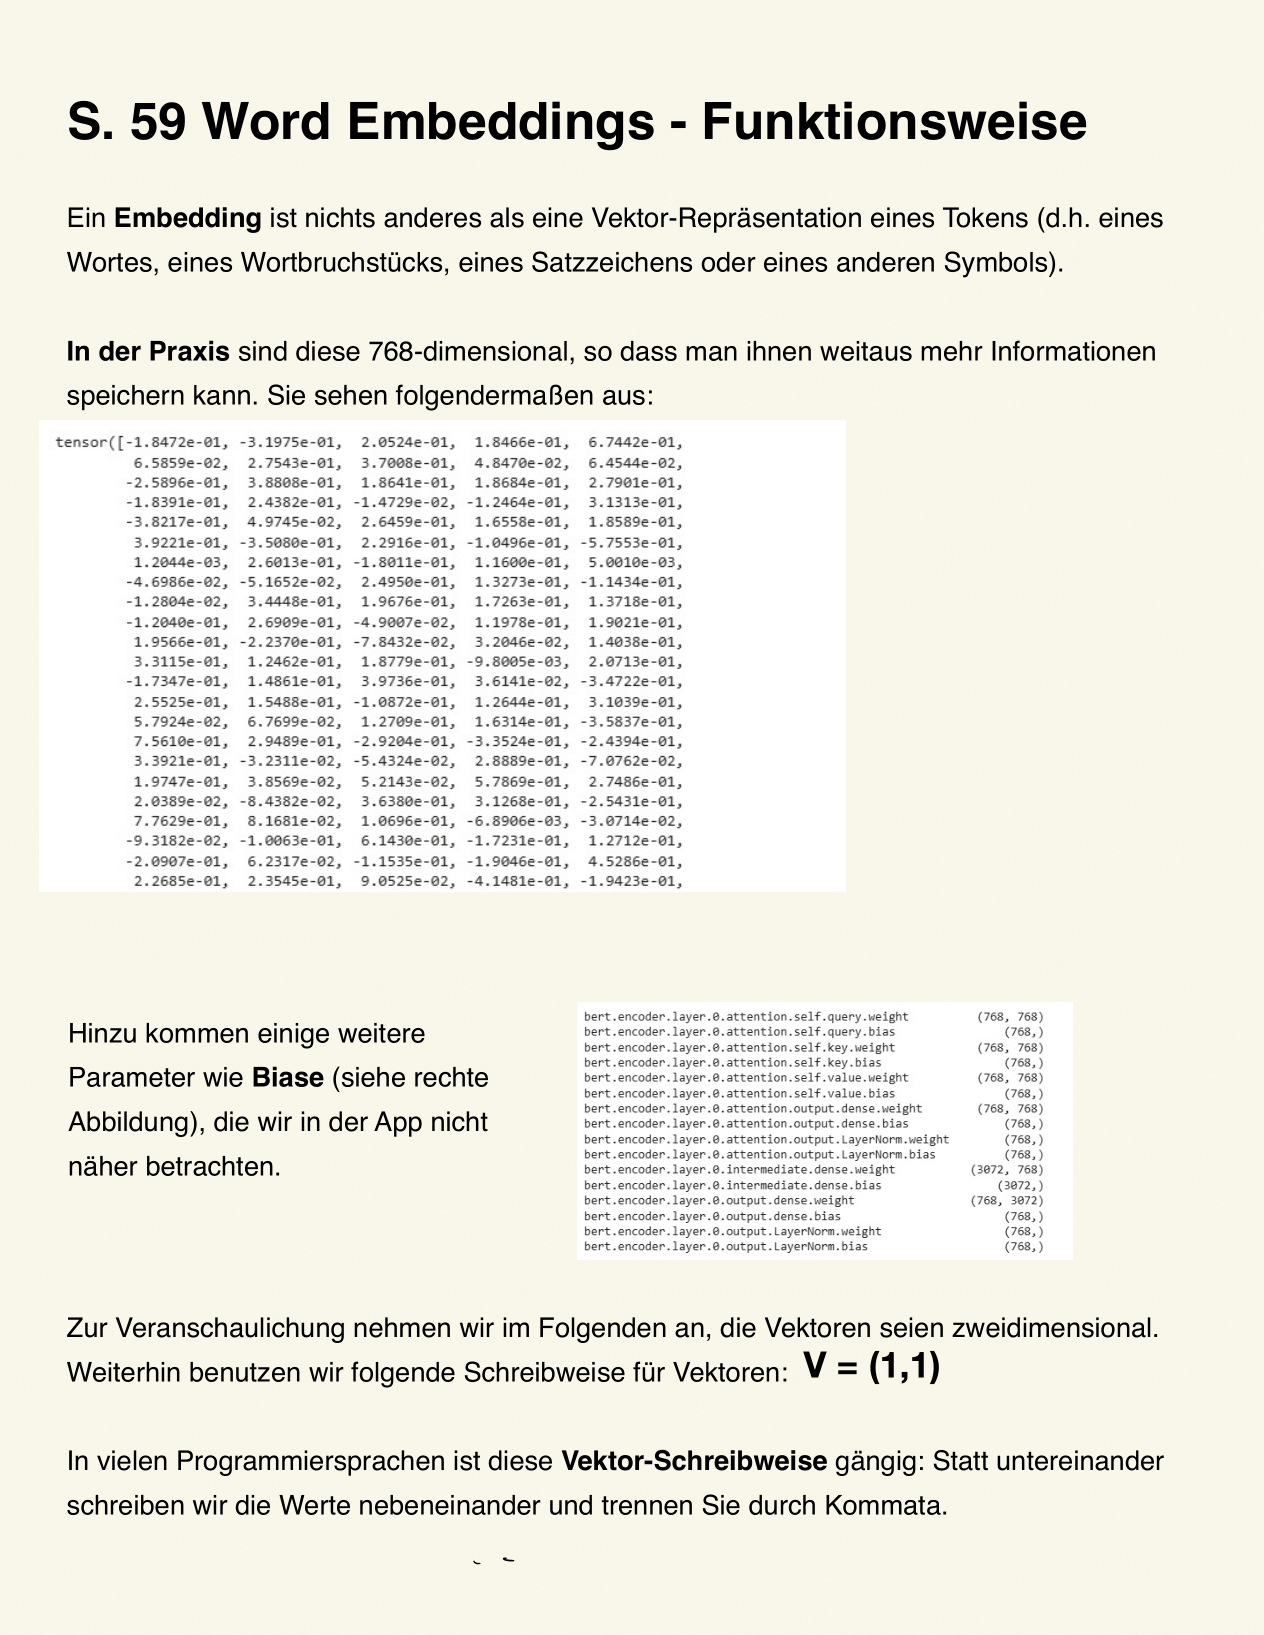 S. 59 Word Embeddings - Funktionsweise
Ein Embedding ist nichts anderes als eine Vektor-Repräsentation eines Tokens (d.h. eines
Wortes, eines Wortbruchstücks, eines Satzzeichens oder eines anderen Symbols).
In der Praxis sind diese 768-dimensional, so dass man ihnen weitaus mehr Informationen
speichern kann. Sie sehen folgendermaßen aus:
tensor([-1.8472e-01, -3.1975e-01, 2.0524e-01, 1.8466e-01, 6.7442e-01,
6.5859e-02, 2.7543e-01, 3.7008e-01, 4.8470e-02, 6.4544e-02,
-2.5896e-01, 3.8808e-01, 1.8641e-01, 1.8684e-01, 2.7901e-01,
-1.8391e-01, 2.4382e-01, -1.4729e-02, -1.2464e-01, 3.1313e-01,
-3.8217e-01, 4.9745e-02, 2.6459e-01, 1.6558e-01, 1.8589e-01,
3.9221e-01, -3.5080e-01, 2.2916e-01, -1.0496e-01, -5.7553e-01,
1.2044e-03, 2.6013e-01, -1.8011e-01, 1.1600e-01, 5.0010e-03,
-4.6986e-02, -5.1652e-02, 2.4950e-01, 1.3273e-01, -1.1434e-01,
-1.2804e-02, 3.4448e-01, 1.9676e-01, 1.7263e-01, 1.3718e-01,
-1.2040e-01, 2.6909e-01, -4.9007e-02, 1.1978e-01, 1.9021e-01,
1.9566e-01, -2.2370e-01, -7.8432e-02, 3.2046e-02, 1.4038e-01,
3.3115e-01, 1.2462e-01, 1.8779e-01, -9.8005e-03, 2.0713e-01,
-1.7347e-01, 1.4861e-01, 3.9736e-01, 3.6141e-02, -3.4722e-01,
2.5525e-01, 1.5488e-01, -1.0872e-01, 1.2644e-01, 3.1039e-01,
5.7924e-02, 6.7699e-02, 1.2709e-01, 1.6314e-01, -3.5837e-01,
7.5610e-01, 2.9489e-01, -2.9204e-01, -3.3524e-01, -2.4394e-01,
3.3921e-01, -3.2311e-02, -5.4324e-02, 2.8889e-01, -7.0762e-02,
1.9747e-01, 3.8569e-02, 5.2143e-02, 5.7869e-01, 2.7486e-01,
2.0389e-02, -8.4382e-02, 3.6380e-01, 3.1268e-01, -2.5431e-01,
7.7629e-01, 8.1681e-02, 1.0696e-01, -6.8906e-03, -3.0714e-02,
-9.3182e-02, -1.0063e-01, 6.1430e-01, -1.7231e-01, 1.2712e-01,
-2.0907e-01, 6.2317e-02, -1.1535e-01, -1.9046e-01, 4.5286e-01,
2.2685e-01, 2.3545e-01, 9.0525e-02, -4.1481e-01, -1.9423e-01,
Hinzu kommen einige weitere
Parameter wie Biase (siehe rechte
Abbildung), die wir in der App nicht
näher betrachten.
bert.encoder.layer.0.attention.self.query.weight (768, 768)
bert.encoder.layer.0.attention.self.query.bias (768,)
bert.encoder.layer.0.attention.self.key.weight (768, 768)
bert.encoder.layer.0.attention.self.key.bias (768,)
bert.encoder.layer.0.attention.self.value.weight (768, 768)
bert.encoder.layer.0.attention.self.value.bias (768,)
bert.encoder.layer.0.attention.output.dense.weight (768, 768)
bert.encoder.layer.0.attention.output.dense.bias (768,)
bert.encoder.layer.0.attention.output.LayerNorm.weight (768,)
bert.encoder.layer.0.attention.output.LayerNorm.bias (768,)
bert.encoder.layer.0.intermediate.dense.weight (3072, 768)
bert.encoder.layer.0.intermediate.dense.bias (3072,)
bert.encoder.layer.0.output.dense.weight (768, 3072)
bert.encoder.layer.0.output.dense.bias (768,)
bert.encoder.layer.0.output.LayerNorm.weight (768,)
bert.encoder.layer.0.output.LayerNorm.bias (768,)
Zur Veranschaulichung nehmen wir im Folgenden an, die Vektoren seien zweidimensional.
Weiterhin benutzen wir folgende Schreibweise für Vektoren: V = (1,1)
In vielen Programmiersprachen ist diese Vektor-Schreibweise gängig: Statt untereinander
schreiben wir die Werte nebeneinander und trennen Sie durch Kommata.